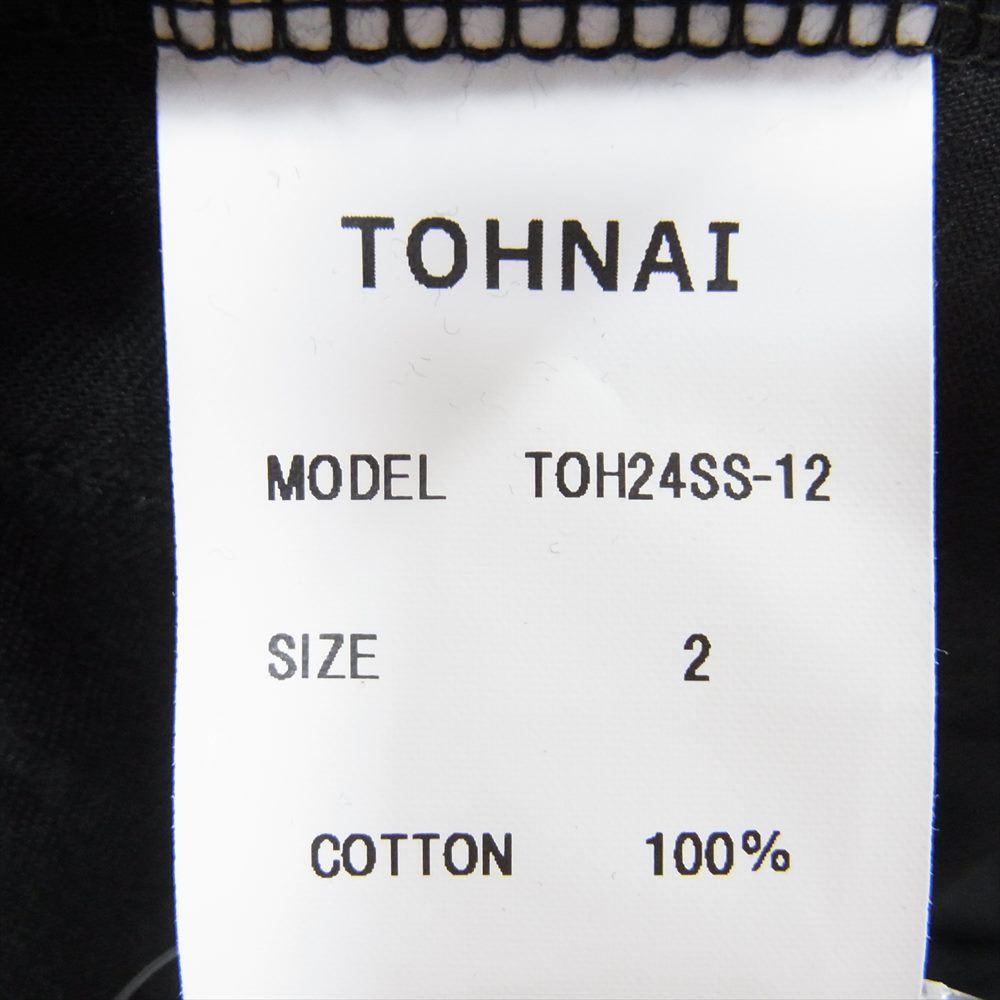 TOHNAI
MODEL TOH24SS-12
SIZE 2
COTTON 100%